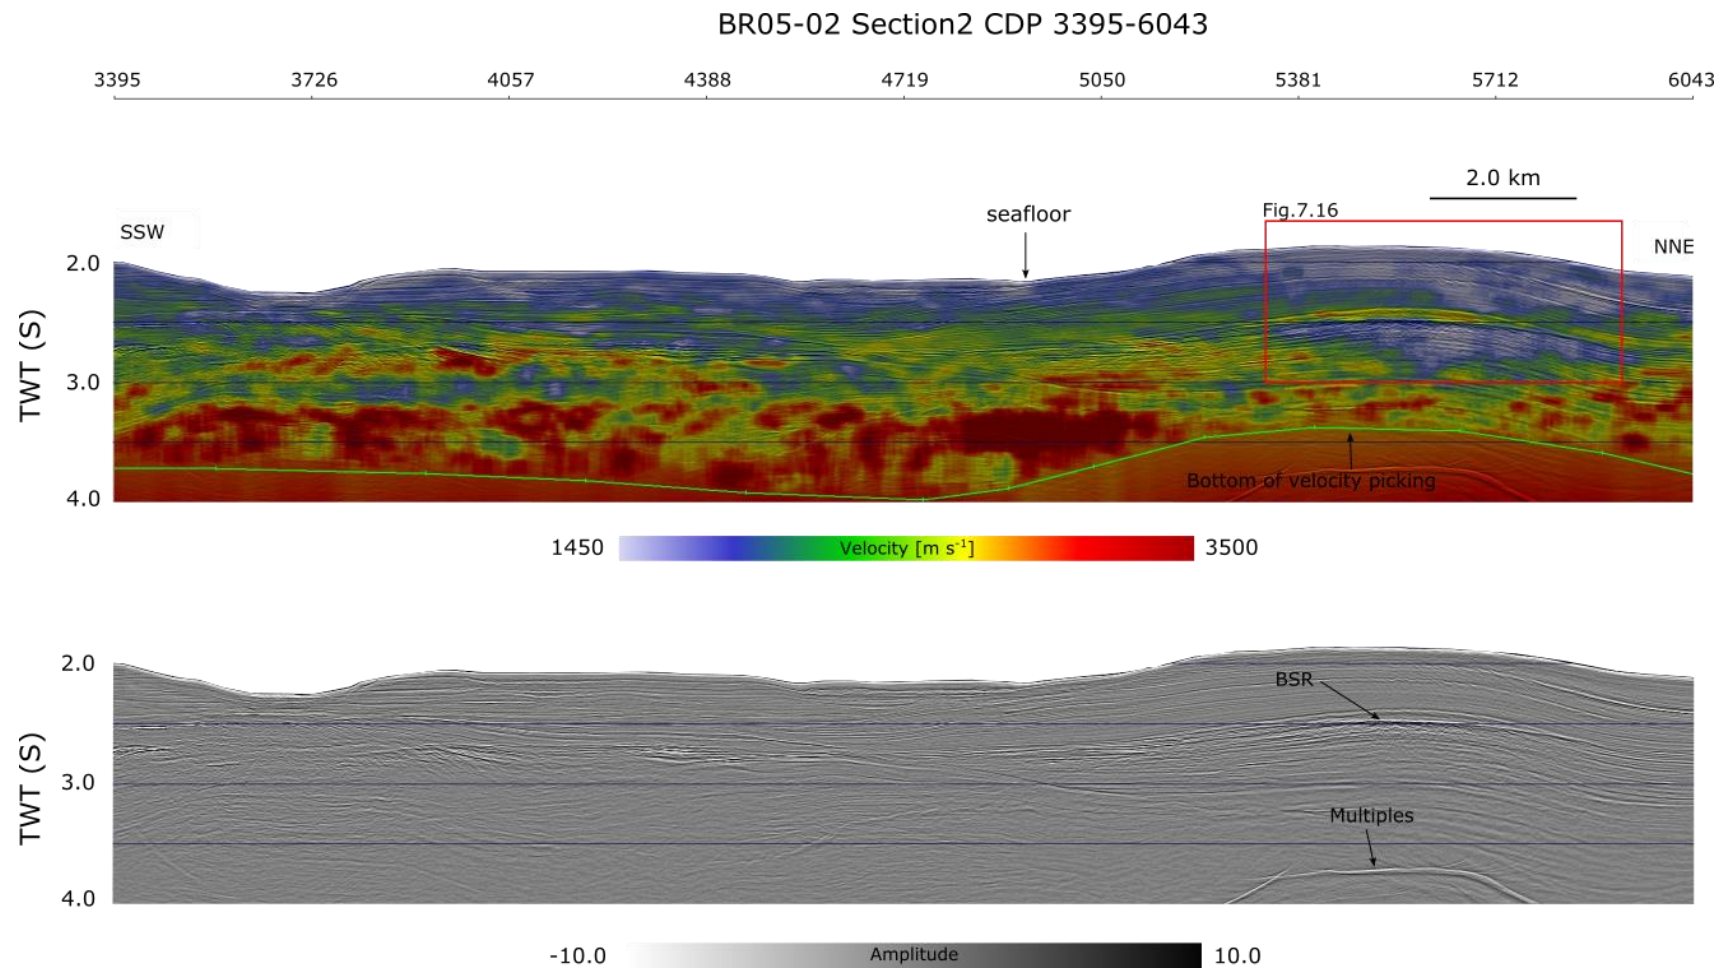 BR05-02 Section2 CDP 3395-6043
3395 3726 4057 4388 4719 5050 5381 5712 6043
2.0 km
seafloor
Fig.7.16
SSW
NNE
2.0
3.0
4.0
TWT (S)
Bottom of velocity picking
1450 Velocity [m s⁻¹] 3500
2.0
3.0
4.0
TWT (S)
BSR
Multiples
-10.0 Amplitude 10.0